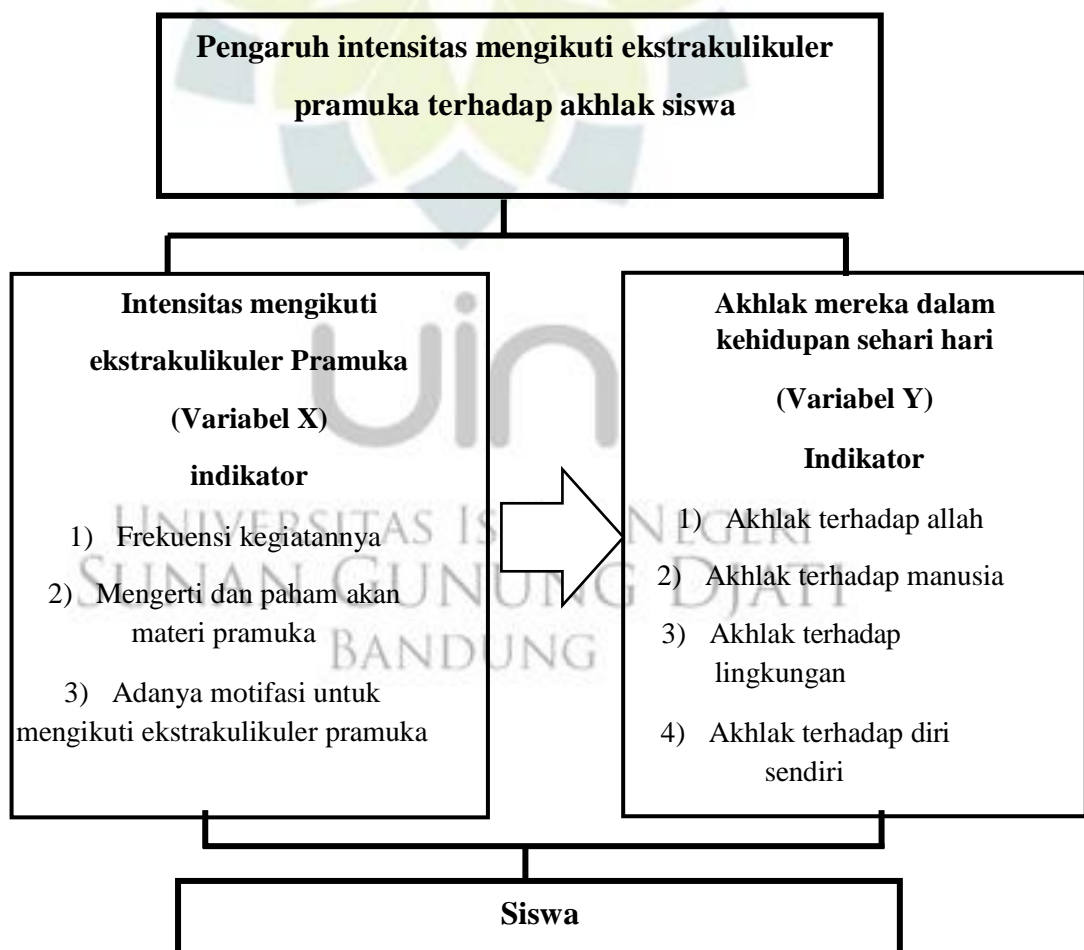 Pengaruh intensitas mengikuti ekstrakulikuler
pramuka terhadap akhlak siswa
Intensitas mengikuti
ekstrakulikuler Pramuka
(Variabel X)
indikator
1) Frekuensi kegiatannya
2) Mengerti dan paham akan
materi pramuka
3) Adanya motifasi untuk
mengikuti ekstrakulikuler pramuka
Akhlak mereka dalam
kehidupan sehari hari
(Variabel Y)
Indikator
1) Akhlak terhadap allah
2) Akhlak terhadap manusia
3) Akhlak terhadap
lingkungan
4) Akhlak terhadap diri
sendiri
Siswa
uin
UNIVERSITAS IS NEGERI
SUNAN GUNUNG DJATI
BANDUNG